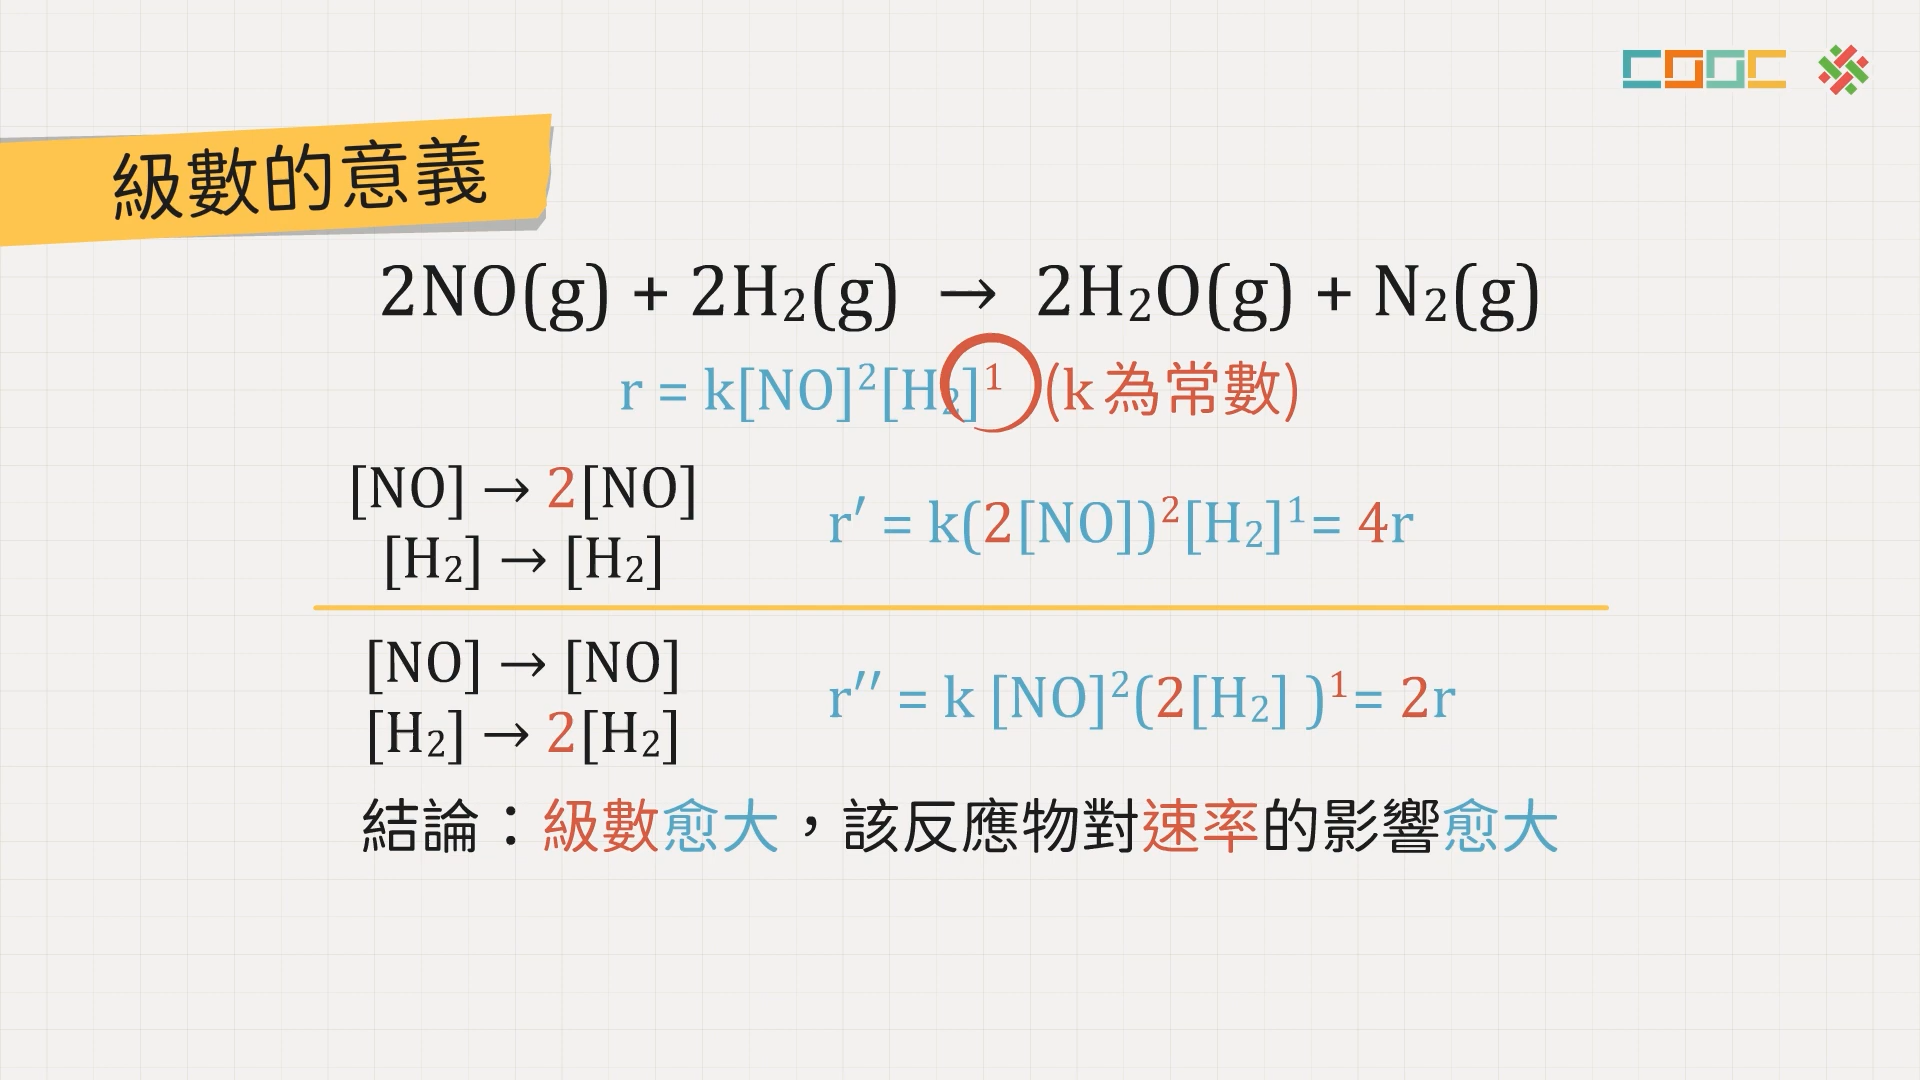 COOC
級數的意義
2NO(g) + 2H₂(g) → 2H₂O(g) + N₂(g)
r = k[NO]²[H₂]¹ (k 為常數)
[NO] → 2[NO]
[H₂] → [H₂]
r′ = k(2[NO])²[H₂]¹= 4r
[NO] → [NO]
[H₂] → 2[H₂]
r′′ = k [NO]²(2[H₂] )¹= 2r
結論：級數愈大，該反應物對速率的影響愈大